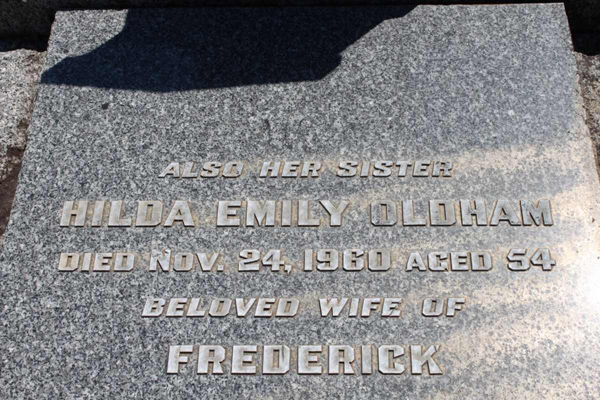 ALSO HER SISTER
HILDA EMILY OLDHAM
DIED NOV. 24, 1960 AGED 54
BELOVED WIFE OF
FREDERICK